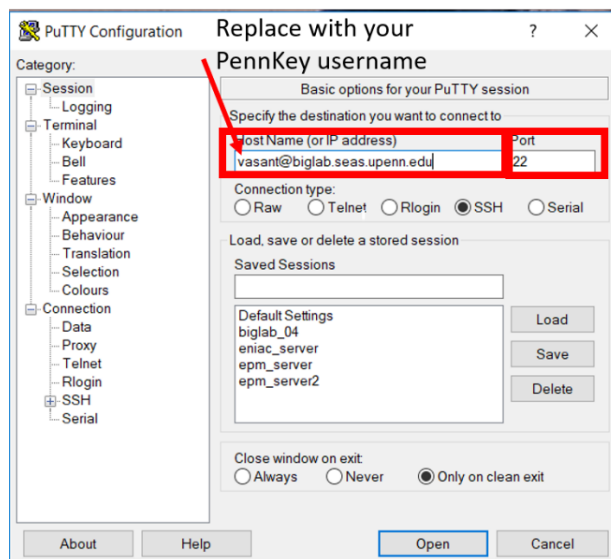 PuTTY Configuration
Replace with your
PennKey username
? ×
Category:
Session
Logging
Terminal
Keyboard
Bell
Features
Window
Appearance
Behaviour
Translation
Selection
Colours
Connection
Data
Proxy
Telnet
Rlogin
SSH
Serial
Basic options for your PuTTY session
Specify the destination you want to connect to
Host Name (or IP address) Port
vasant@biglab.seas.upenn.edu 22
Connection type:
Raw Telnet Rlogin SSH Serial
Load, save or delete a stored session
Saved Sessions
Default Settings
biglab_04
eniac_server
epm_server
epm_server2
Load
Save
Delete
Close window on exit:
Always Never Only on clean exit
About Help Open Cancel